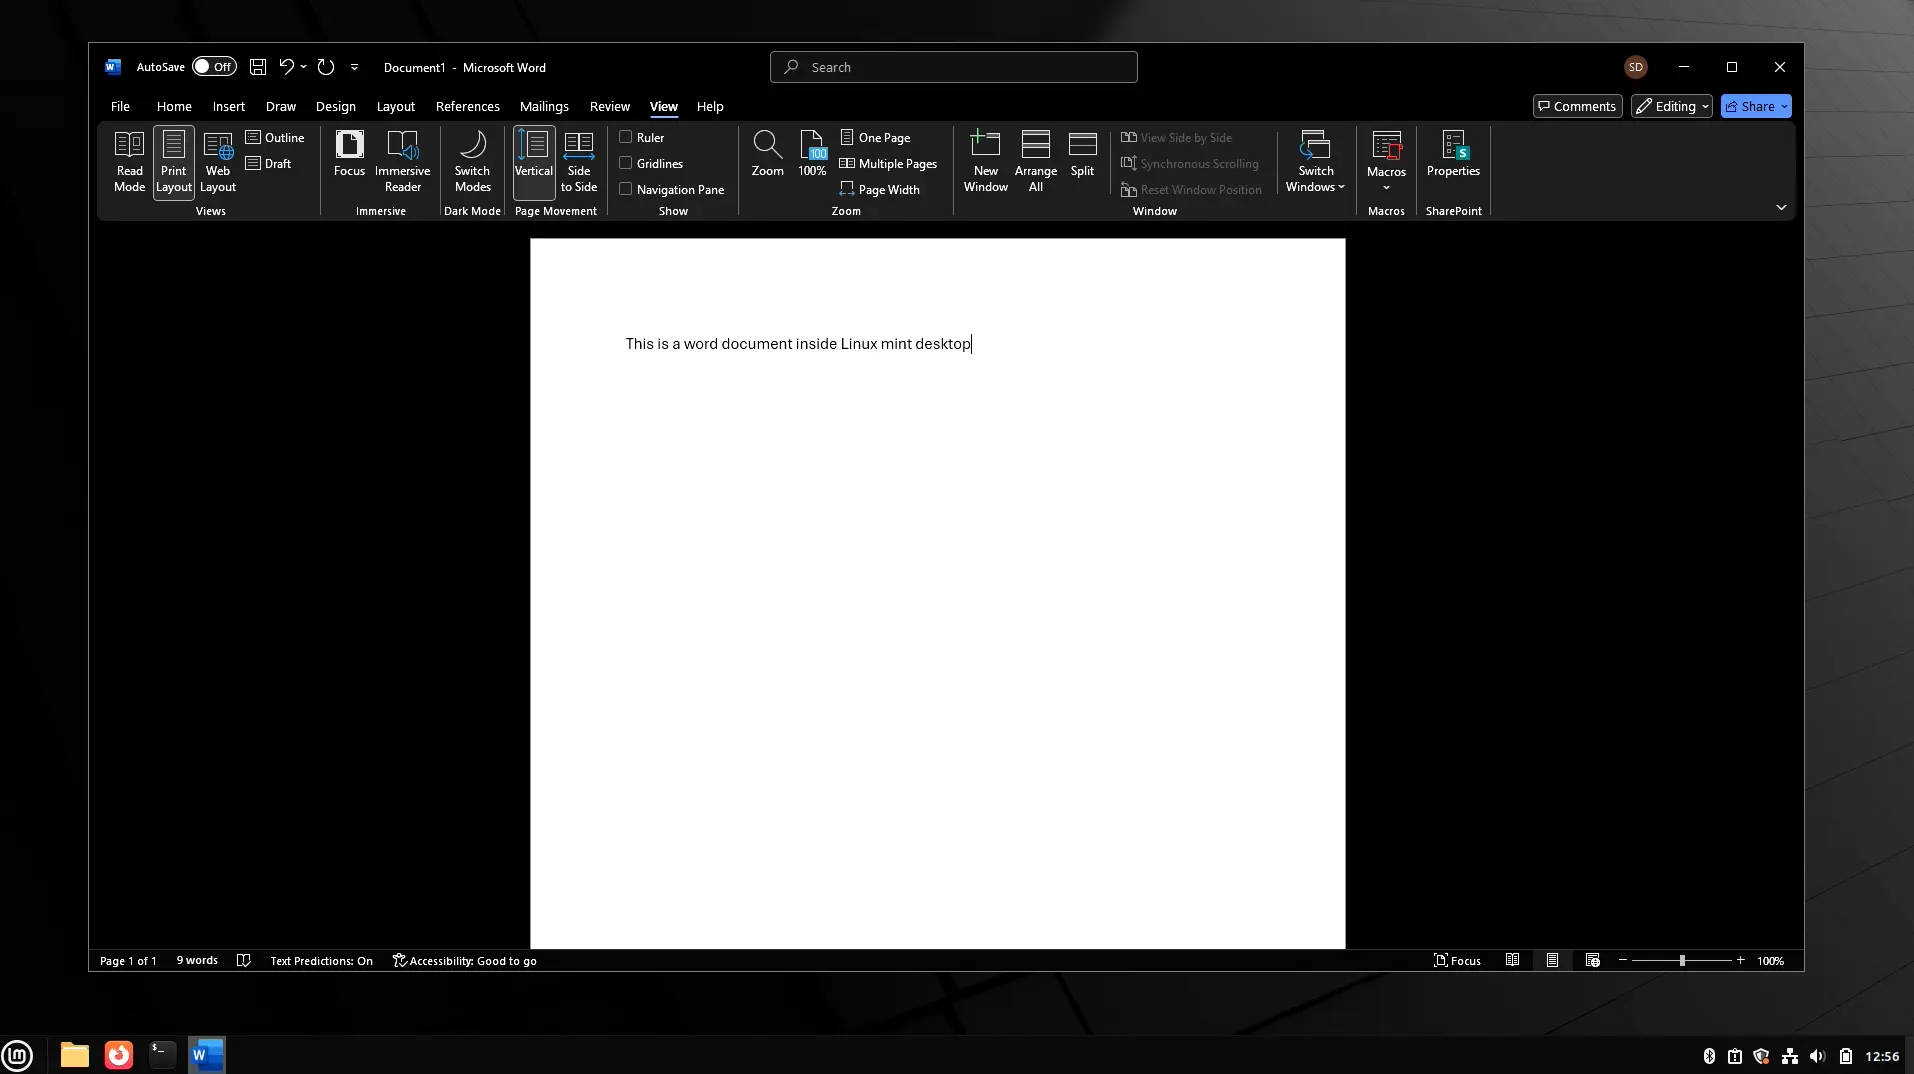 AutoSave Off Document1 - Microsoft Word Search SD
File Home Insert Draw Design Layout References Mailings Review View Help Comments Editing Share
Read Mode
Print Layout
Web Layout
Outline
Draft
Views
Focus
Immersive Reader
Immersive
Switch Modes
Dark Mode
Vertical
Side to Side
Page Movement
Ruler
Gridlines
Navigation Pane
Show
Zoom
100
100%
One Page
Multiple Pages
Page Width
Zoom
New Window
Arrange All
Split
View Side by Side
Synchronous Scrolling
Reset Window Position
Switch Windows
Window
Macros
Macros
S
Properties
SharePoint
This is a word document inside Linux mint desktop
Page 1 of 1 9 words Text Predictions: On Accessibility: Good to go Focus 100%
W 12:56